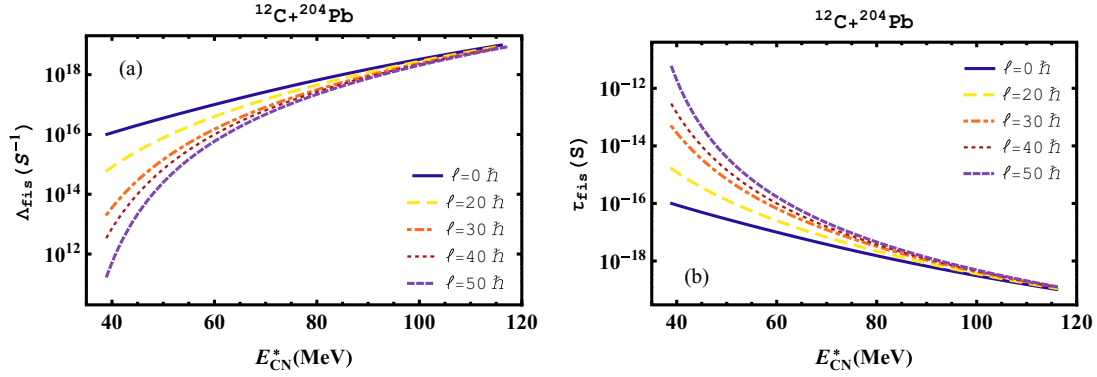 ¹²C+²⁰⁴Pb
(a)
Λfis(S⁻¹)
10¹⁸
10¹⁶
10¹⁴
10¹²
ℓ=0 ℏ
ℓ=20 ℏ
ℓ=30 ℏ
ℓ=40 ℏ
ℓ=50 ℏ
40 60 80 100 120
E*CN(MeV)
¹²C+²⁰⁴Pb
τfis(S)
10⁻¹²
10⁻¹⁴
10⁻¹⁶
10⁻¹⁸
ℓ=0 ℏ
ℓ=20 ℏ
ℓ=30 ℏ
ℓ=40 ℏ
ℓ=50 ℏ
(b)
40 60 80 100 120
E*CN(MeV)